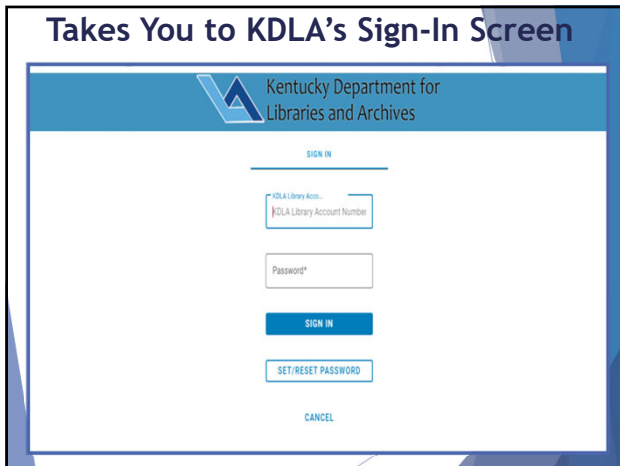 Takes You to KDLA’s Sign-In Screen
Kentucky Department for
Libraries and Archives
SIGN IN
KDLA Library Acco...
KDLA Library Account Number
Password*
SIGN IN
SET/RESET PASSWORD
CANCEL